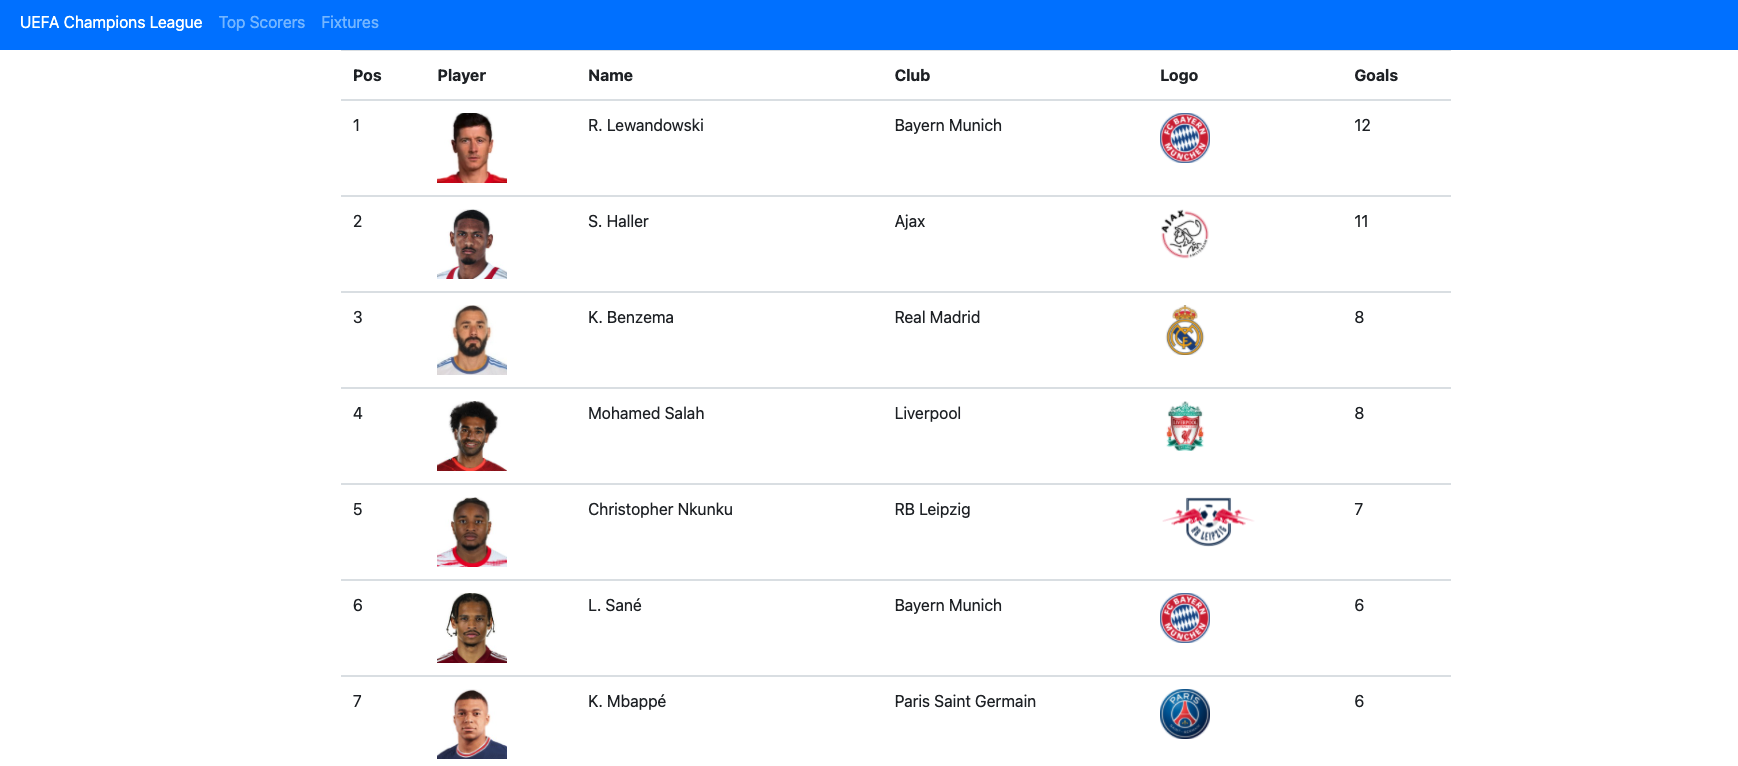 UEFA Champions League Top Scorers Fixtures
Pos Player Name Club Logo Goals
1 R. Lewandowski Bayern Munich FC BAYERN MÜNCHEN 12
2 S. Haller Ajax AJAX 11
3 K. Benzema Real Madrid 8
4 Mohamed Salah Liverpool LIVERPOOL 8
5 Christopher Nkunku RB Leipzig RB LEIPZIG 7
6 L. Sané Bayern Munich FC BAYERN MÜNCHEN 6
7 K. Mbappé Paris Saint Germain PARIS 6